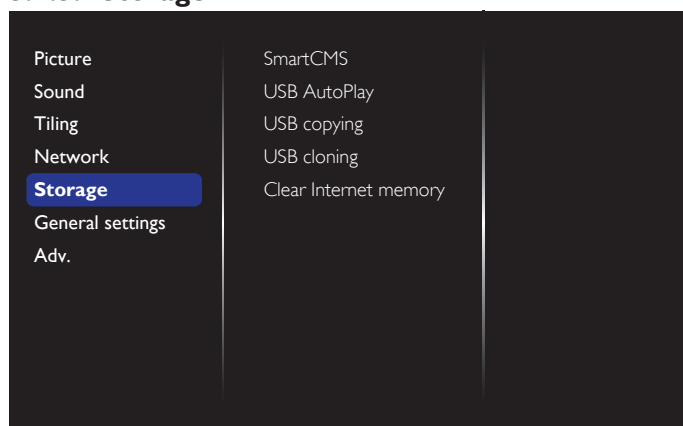 Picture
Sound
Tiling
Network
Storage
General settings
Adv.
SmartCMS
USB AutoPlay
USB copying
USB cloning
Clear Internet memory